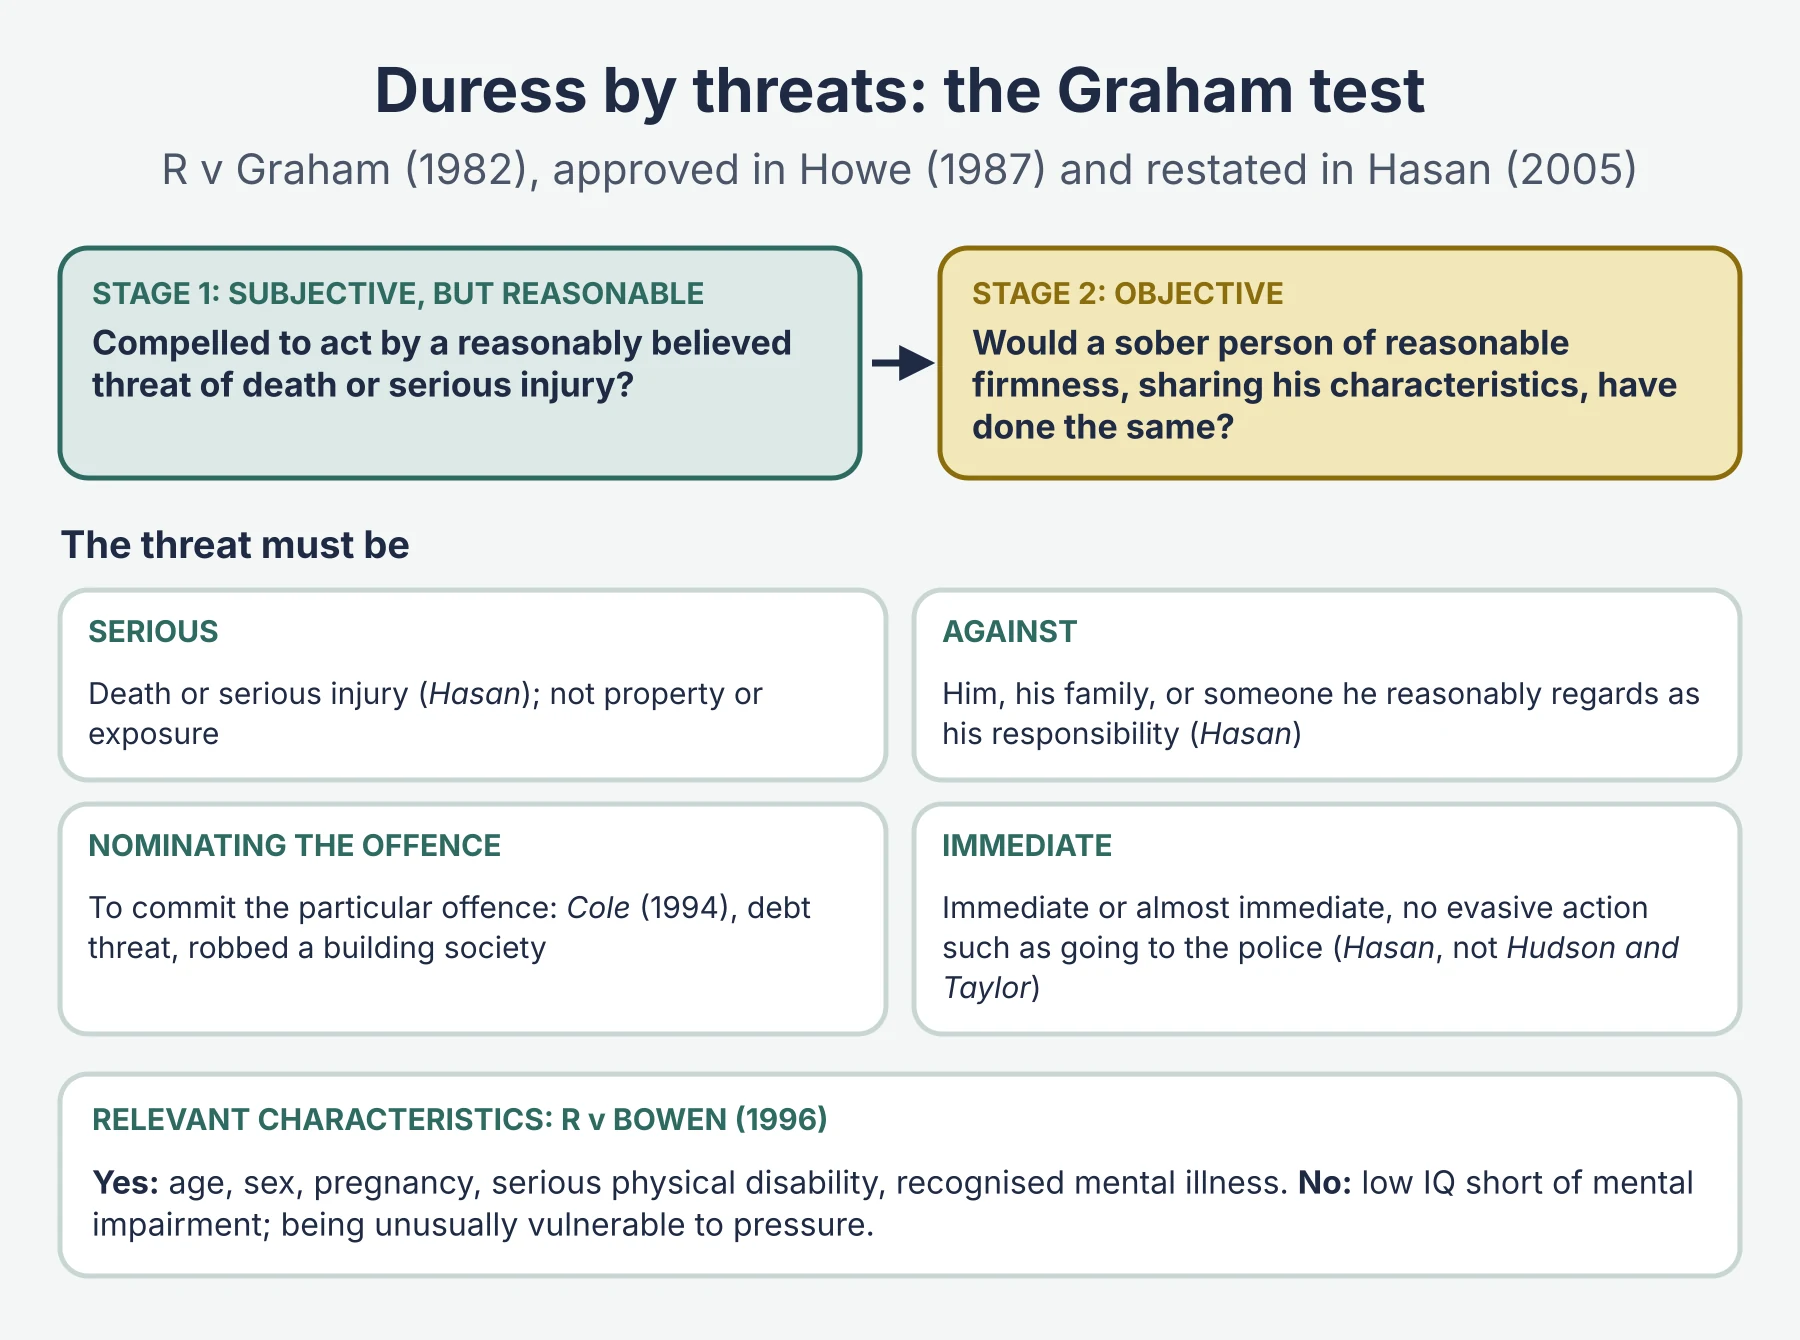 Duress by threats: the Graham test
R v Graham (1982), approved in Howe (1987) and restated in Hasan (2005)
STAGE 1: SUBJECTIVE, BUT REASONABLE
Compelled to act by a reasonably believed
threat of death or serious injury?
STAGE 2: OBJECTIVE
Would a sober person of reasonable
firmness, sharing his characteristics, have
done the same?
The threat must be
SERIOUS
Death or serious injury (Hasan); not property or
exposure
AGAINST
Him, his family, or someone he reasonably regards as
his responsibility (Hasan)
NOMINATING THE OFFENCE
To commit the particular offence: Cole (1994), debt
threat, robbed a building society
IMMEDIATE
Immediate or almost immediate, no evasive action
such as going to the police (Hasan, not Hudson and
Taylor)
RELEVANT CHARACTERISTICS: R v BOWEN (1996)
Yes: age, sex, pregnancy, serious physical disability, recognised mental illness. No: low IQ short of mental
impairment; being unusually vulnerable to pressure.